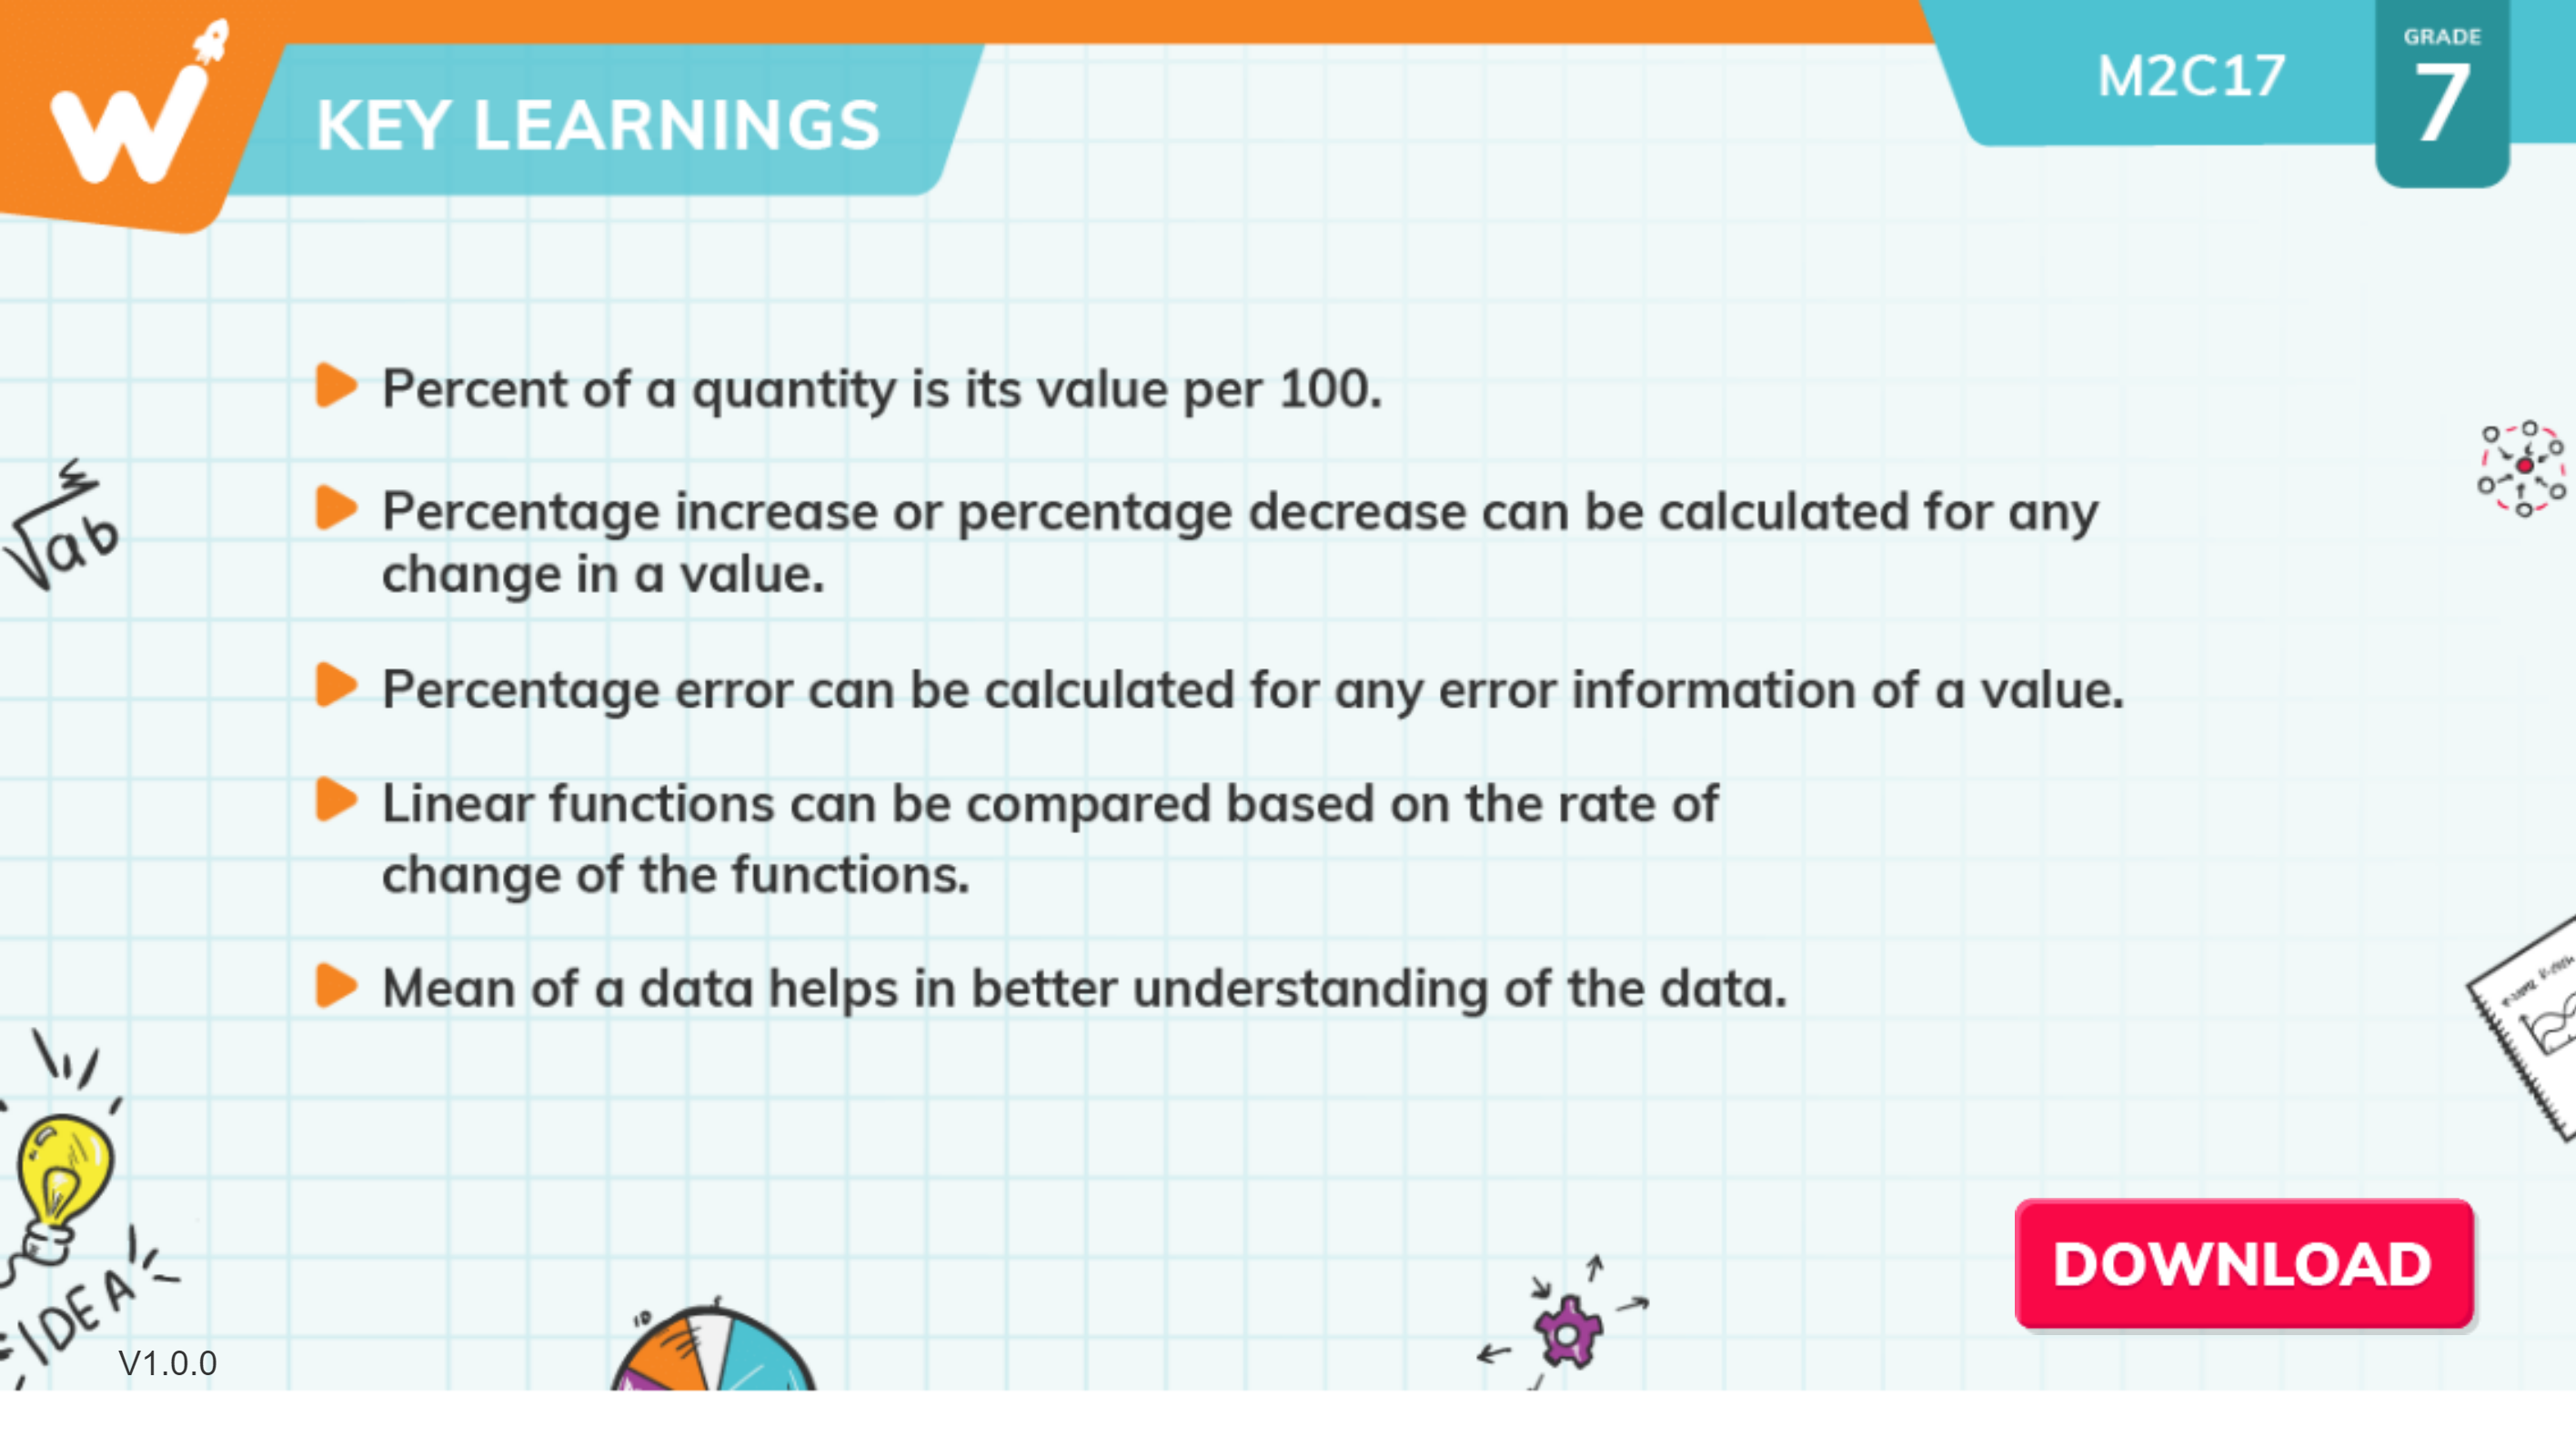 W
KEY LEARNINGS
M2C17
GRADE
7
Percent of a quantity is its value per 100.
Percentage increase or percentage decrease can be calculated for any
change in a value.
Percentage error can be calculated for any error information of a value.
Linear functions can be compared based on the rate of
change of the functions.
Mean of a data helps in better understanding of the data.
√ab
IDEA
10
DOWNLOAD
V1.0.0